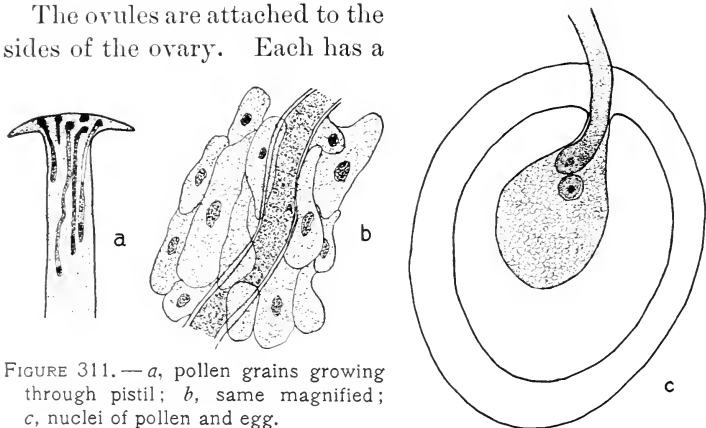 The ovules are attached to the
sides of the ovary. Each has a
a
b
c
FIGURE 311. — a, pollen grains growing
through pistil; b, same magnified;
c, nuclei of pollen and egg.